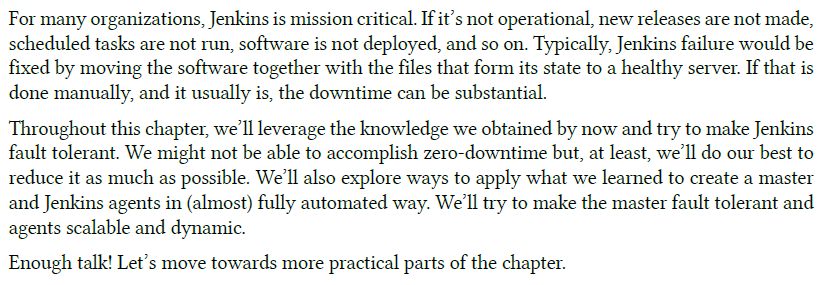 For many organizations, Jenkins is mission critical. If it’s not operational, new releases are not made,
scheduled tasks are not run, software is not deployed, and so on. Typically, Jenkins failure would be
fixed by moving the software together with the files that form its state to a healthy server. If that is
done manually, and it usually is, the downtime can be substantial.
Throughout this chapter, we’ll leverage the knowledge we obtained by now and try to make Jenkins
fault tolerant. We might not be able to accomplish zero-downtime but, at least, we’ll do our best to
reduce it as much as possible. We’ll also explore ways to apply what we learned to create a master
and Jenkins agents in (almost) fully automated way. We’ll try to make the master fault tolerant and
agents scalable and dynamic.
Enough talk! Let’s move towards more practical parts of the chapter.